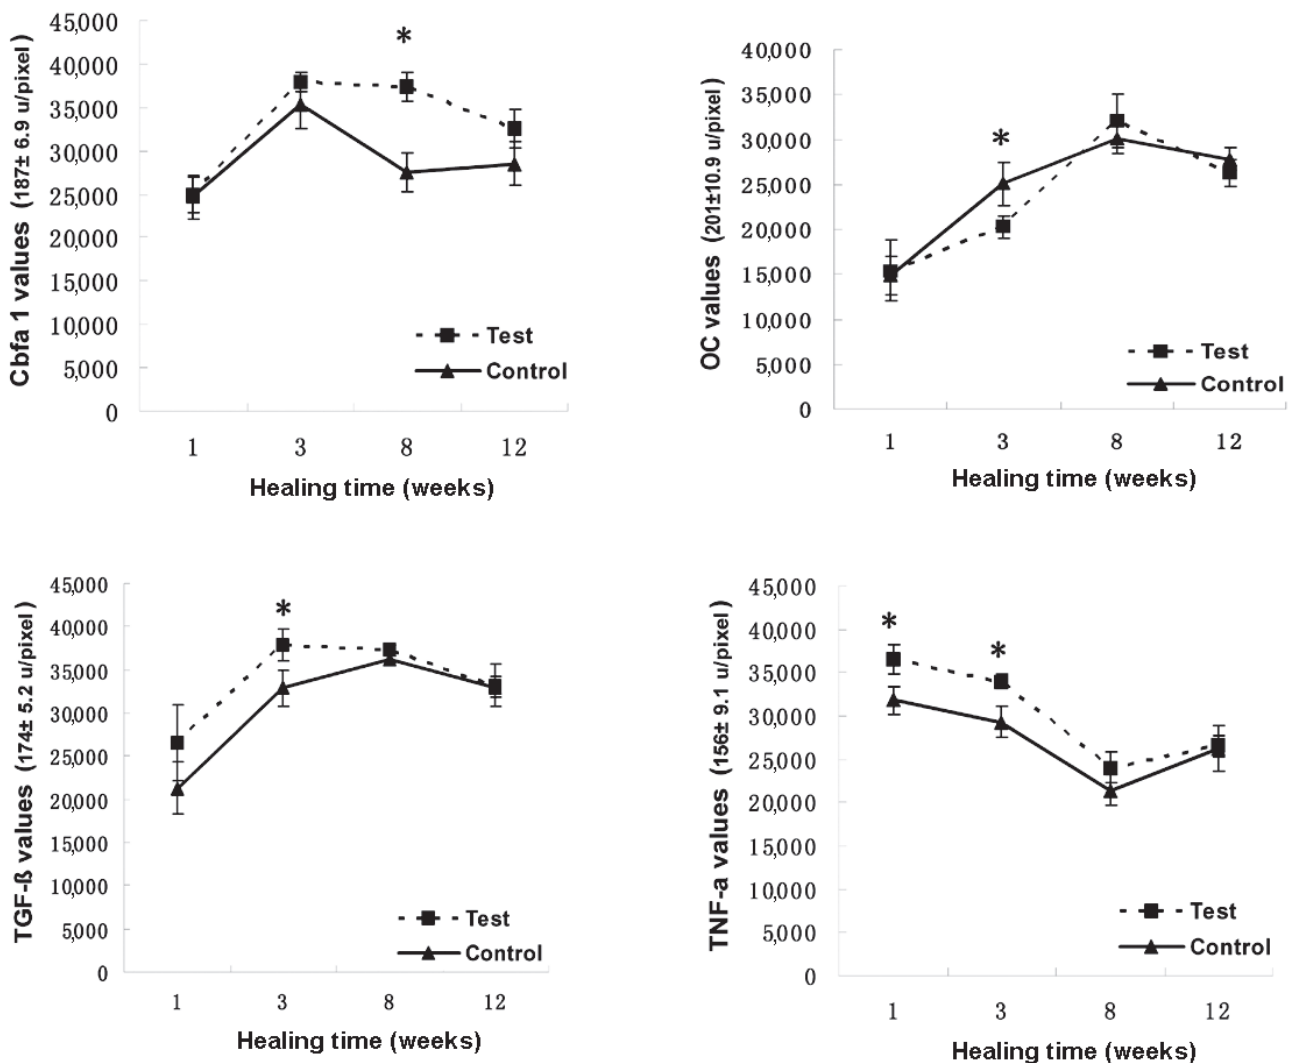 45,000
40,000
35,000
30,000
25,000
20,000
15,000
10,000
5,000
0
Cbfa 1 values (187± 6.9 u/pixel)
*
Test
Control
1 3 8 12
Healing time (weeks)
40,000
35,000
30,000
25,000
20,000
15,000
10,000
5,000
0
OC values (201±10.9 u/pixel)
*
Test
Control
1 3 8 12
Healing time (weeks)
45,000
40,000
35,000
30,000
25,000
20,000
15,000
10,000
5,000
0
TGF-ß values (174± 5.2 u/pixel)
*
Test
Control
1 3 8 12
Healing time (weeks)
45,000
40,000
35,000
30,000
25,000
20,000
15,000
10,000
5,000
0
TNF-a values (156± 9.1 u/pixel)
*
*
Test
Control
1 3 8 12
Healing time (weeks)